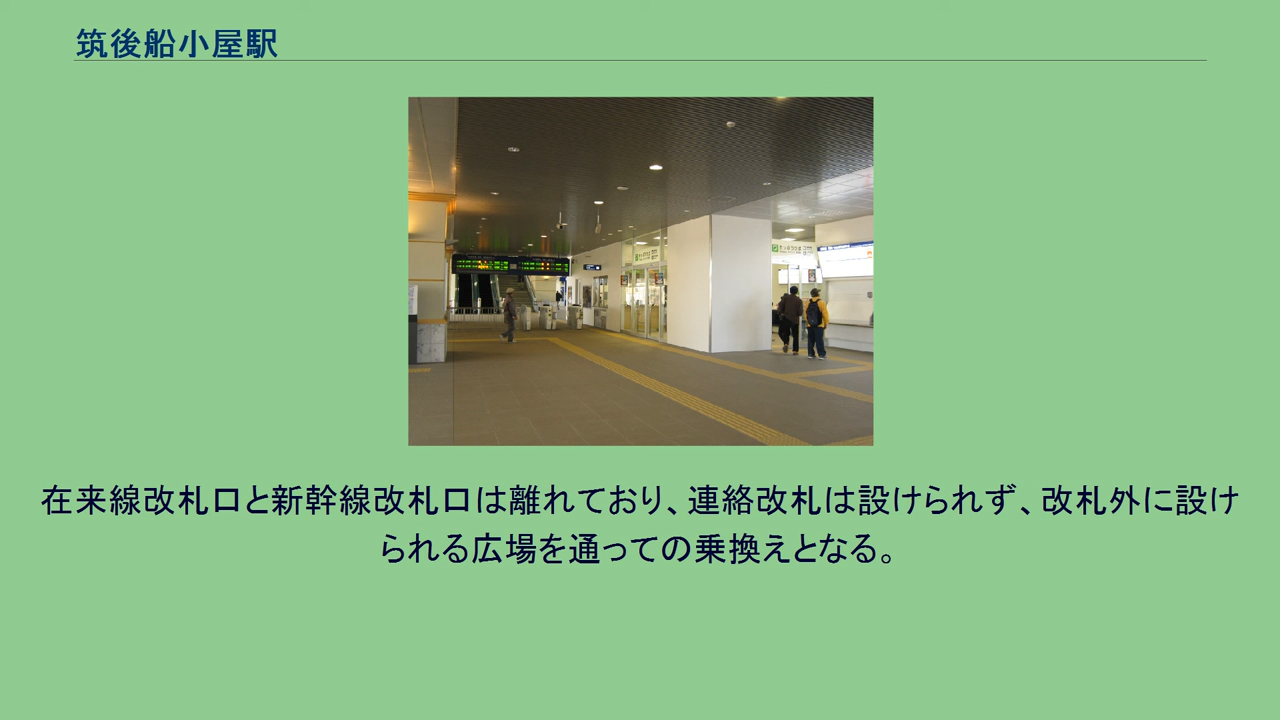 筑後船小屋駅
在来線改札口と新幹線改札口は離れており、連絡改札は設けられず、改札外に設け
られる広場を通っての乗換えとなる。